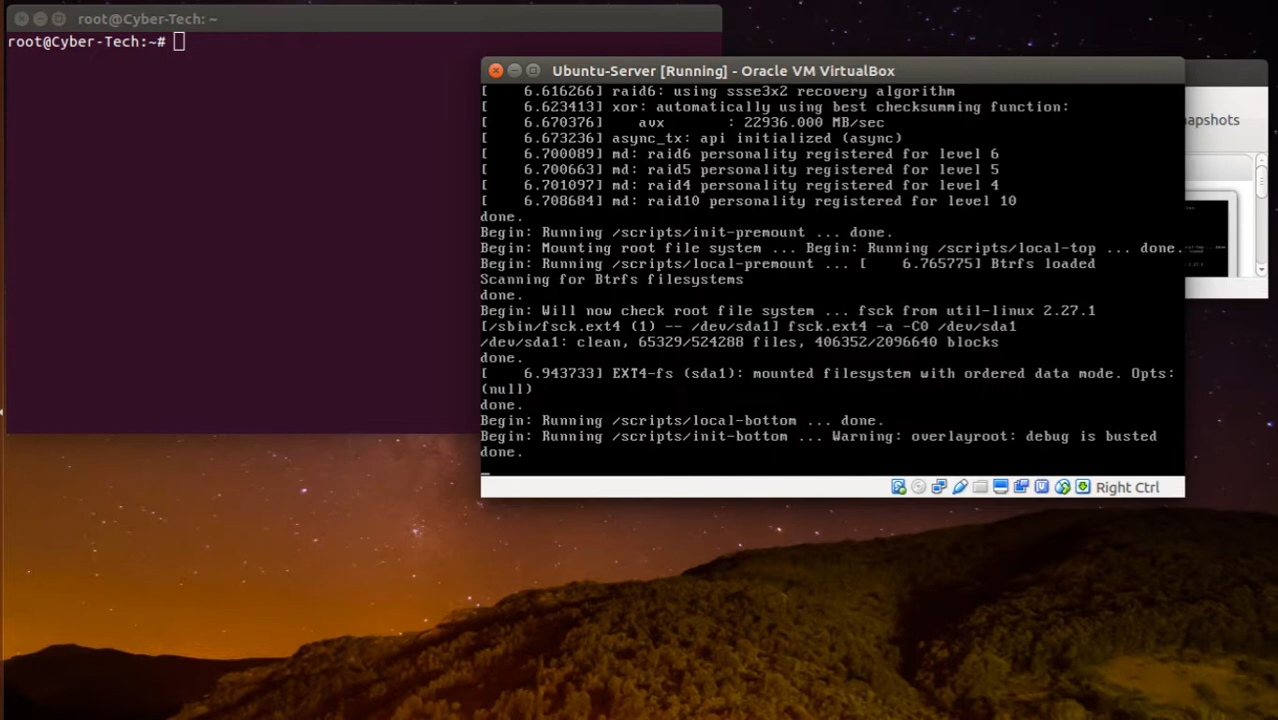 root@Cyber-Tech: ~
root@Cyber-Tech:~#
Ubuntu-Server [Running] - Oracle VM VirtualBox
[    6.616266] raid6: using ssse3x2 recovery algorithm
[    6.623413] xor: automatically using best checksumming function:
[    6.670376]    avx       : 22936.000 MB/sec
[    6.673236] async_tx: api initialized (async)
[    6.700089] md: raid6 personality registered for level 6
[    6.700663] md: raid5 personality registered for level 5
[    6.701097] md: raid4 personality registered for level 4
[    6.708684] md: raid10 personality registered for level 10
done.
Begin: Running /scripts/init-premount ... done.
Begin: Mounting root file system ... Begin: Running /scripts/local-top ... done.
Begin: Running /scripts/local-premount ... [    6.765775] Btrfs loaded
Scanning for Btrfs filesystems
done.
Begin: Will now check root file system ... fsck from util-linux 2.27.1
[/sbin/fsck.ext4 (1) -- /dev/sda1] fsck.ext4 -a -C0 /dev/sda1
/dev/sda1: clean, 65329/524288 files, 406352/2096640 blocks
done.
[    6.943733] EXT4-fs (sda1): mounted filesystem with ordered data mode. Opts:
(null)
done.
Begin: Running /scripts/local-bottom ... done.
Begin: Running /scripts/init-bottom ... Warning: overlayroot: debug is busted
done.
Right Ctrl